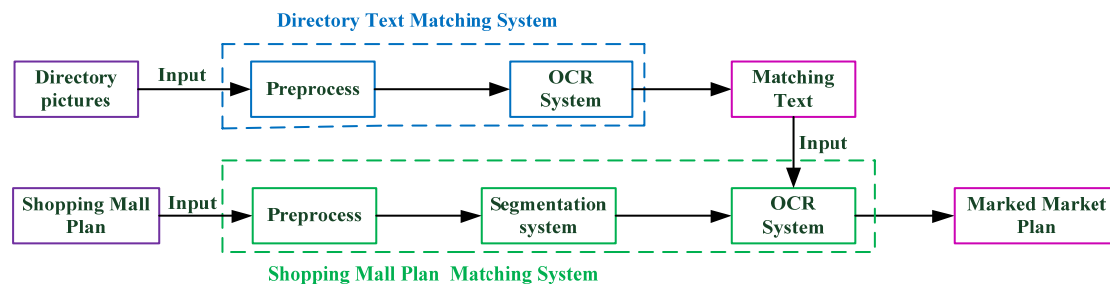 Directory Text Matching System
Directory
pictures
Input
Preprocess
OCR
System
Matching
Text
Input
Shopping Mall
Plan
Input
Preprocess
Segmentation
system
OCR
System
Marked Market
Plan
Shopping Mall Plan Matching System